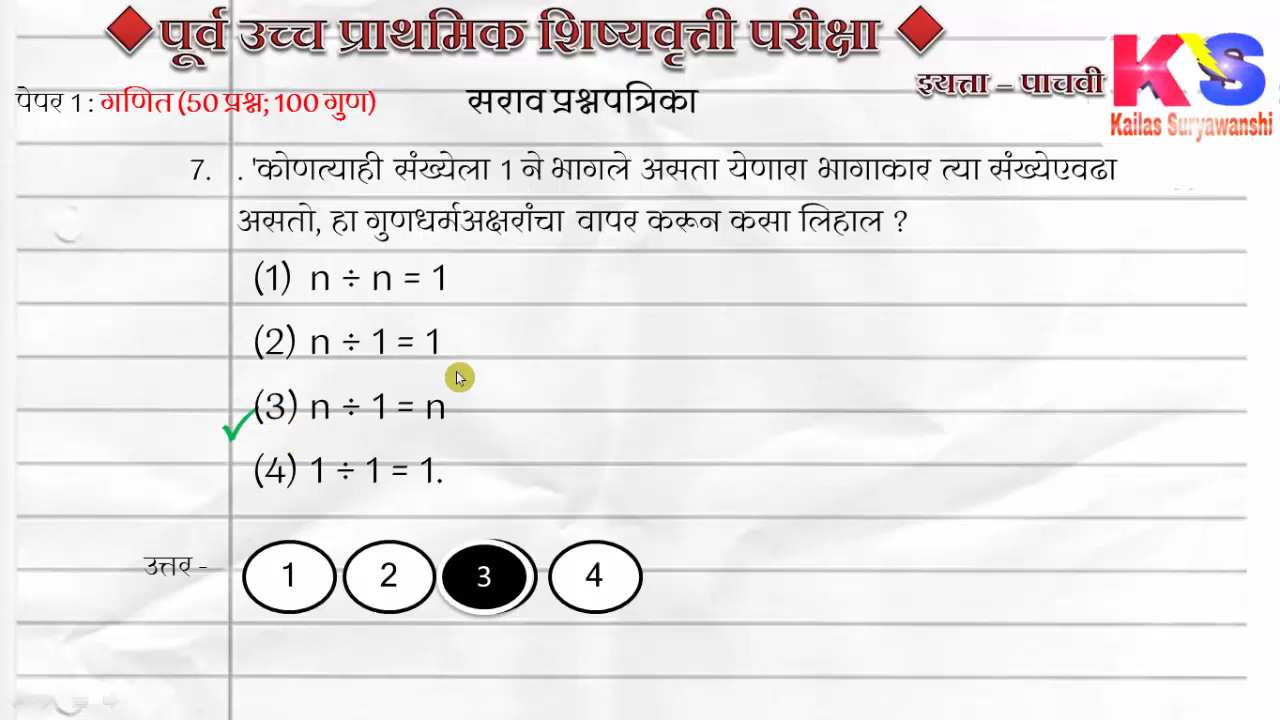 पूर्व उच्च प्राथमिक शिष्यवृत्ती परीक्षा
KS
इयत्ता – पाचवी
Kailas Suryawanshi
पेपर 1 : गणित (50 प्रश्न; 100 गुण)
सराव प्रश्नपत्रिका
7. . 'कोणत्याही संख्येला 1 ने भागले असता येणारा भागाकार त्या संख्येएवढा
असतो, हा गुणधर्मअक्षरांचा वापर करून कसा लिहाल ?
(1) n ÷ n = 1
(2) n ÷ 1 = 1
(3) n ÷ 1 = n
(4) 1 ÷ 1 = 1.
उत्तर - 1 2 3 4